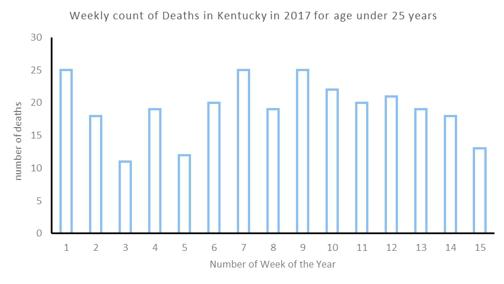 Weekly count of Deaths in Kentucky in 2017 for age under 25 years
30
25
20
15
10
5
0
number of deaths
1 2 3 4 5 6 7 8 9 10 11 12 13 14 15
Number of Week of the Year